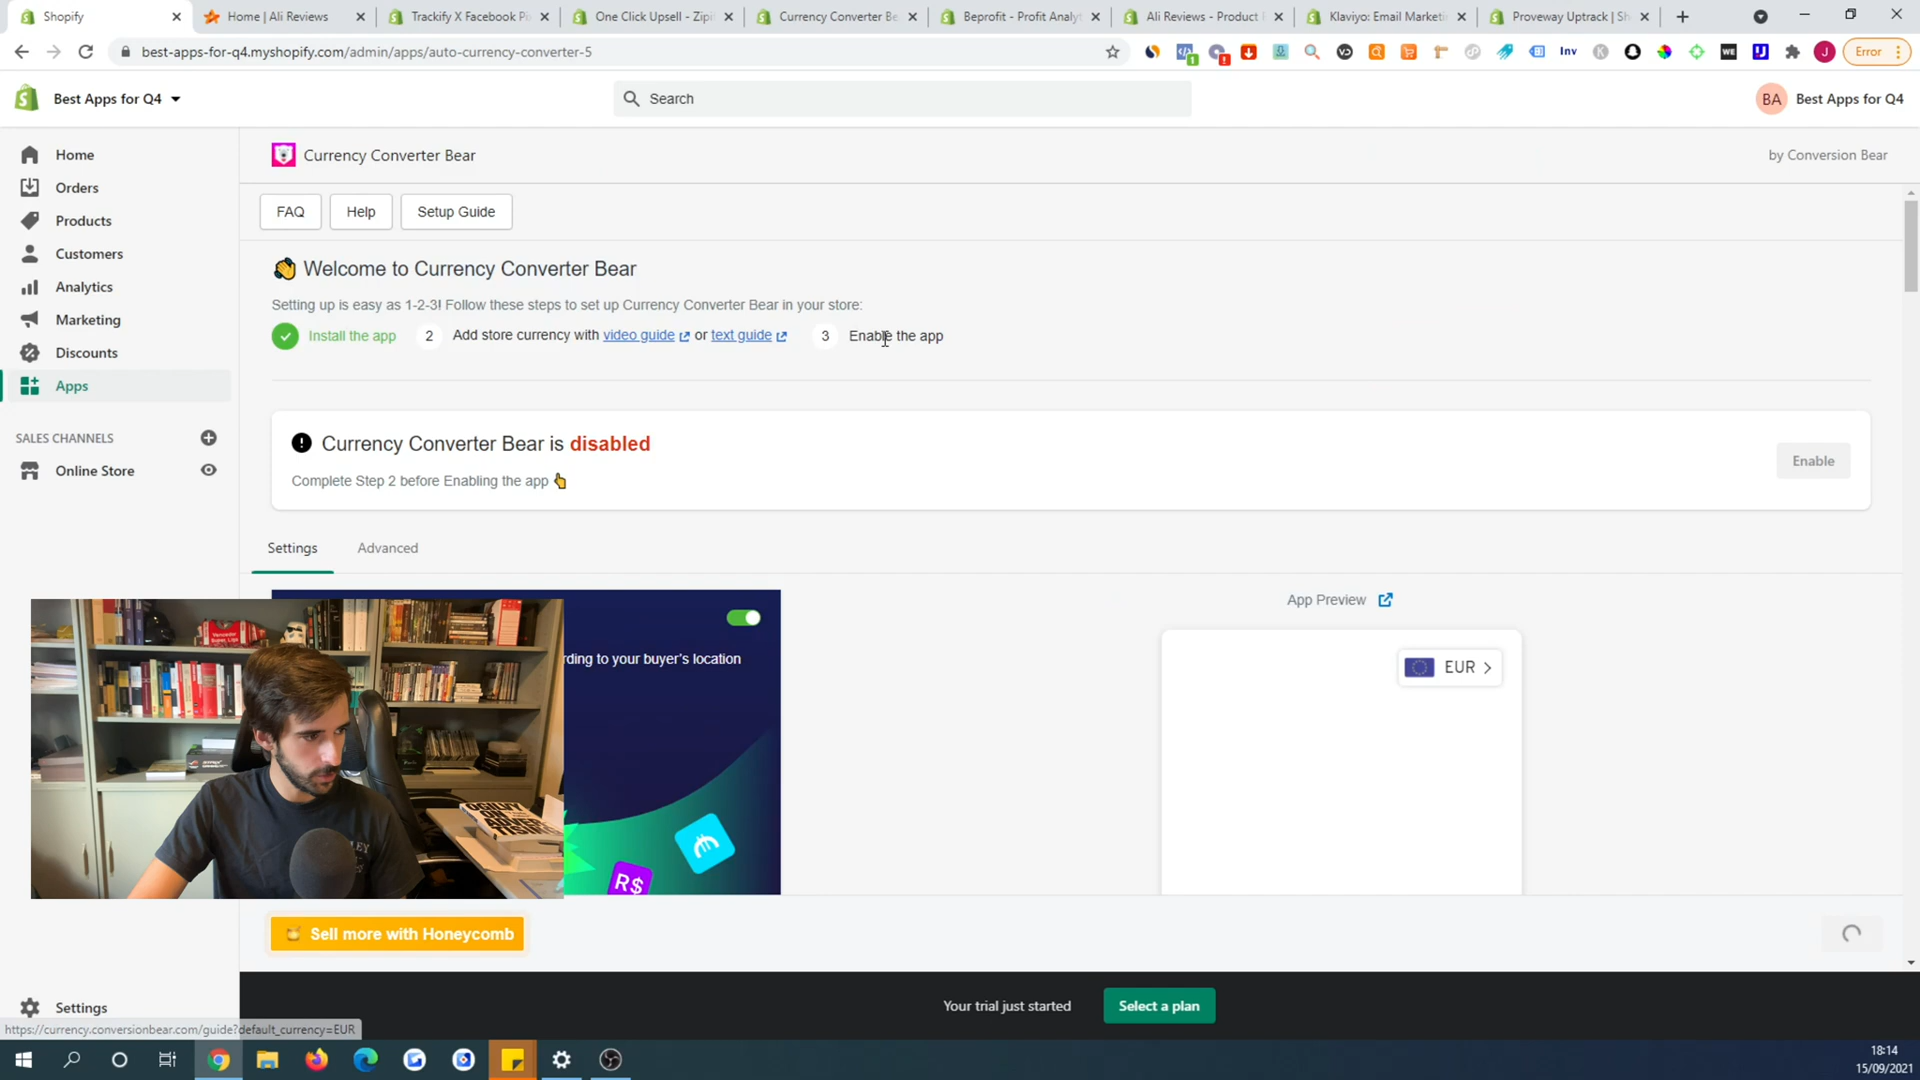 Shopify
Home | Ali Reviews
Trackify X Facebook Pi
One Click Upsell - Zipi
Currency Converter Be
Beprofit - Profit Analyt
Ali Reviews - Product
Klaviyo: Email Marketi
Proveway Uptrack | Sh
best-apps-for-q4.myshopify.com/admin/apps/auto-currency-converter-5
Inv
WE
J
Error
Best Apps for Q4
Search
BA
Best Apps for Q4
Home
Orders
Products
Customers
Analytics
Marketing
Discounts
Apps
SALES CHANNELS
Online Store
Settings
Currency Converter Bear
by Conversion Bear
FAQ
Help
Setup Guide
Welcome to Currency Converter Bear
Setting up is easy as 1-2-3! Follow these steps to set up Currency Converter Bear in your store:
Install the app 2 Add store currency with video guide or text guide 3 Enable the app
Currency Converter Bear is disabled
Complete Step 2 before Enabling the app
Enable
Settings
Advanced
rding to your buyer's location
R$
App Preview
EUR
OGILVY
ON
ADVERTISING
Sell more with Honeycomb
Your trial just started
Select a plan
https://currency.conversionbear.com/guide?default_currency=EUR
18:14
15/09/2021